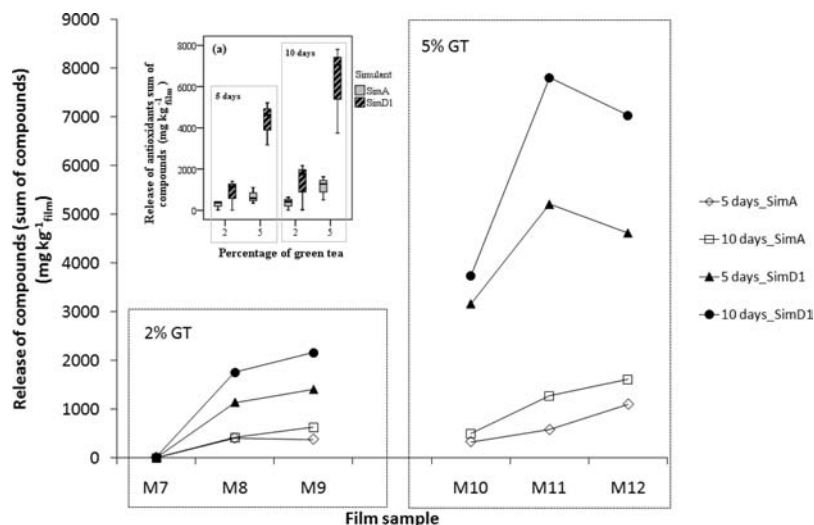 9000
8000
7000
6000
5000
4000
3000
2000
1000
0
Release of compounds (sum of compounds)
(mg kg⁻¹film)
(a)
5 days
10 days
8000
6000
4000
2000
0
Release of antioxidants sum of
compounds (mg kg⁻¹film)
2 5 2 5
Percentage of green tea
Simulant
SimA
SimD1
2% GT
5% GT
M7 M8 M9 M10 M11 M12
Film sample
5 days_SimA
10 days_SimA
5 days_SimD1
10 days_SimD1